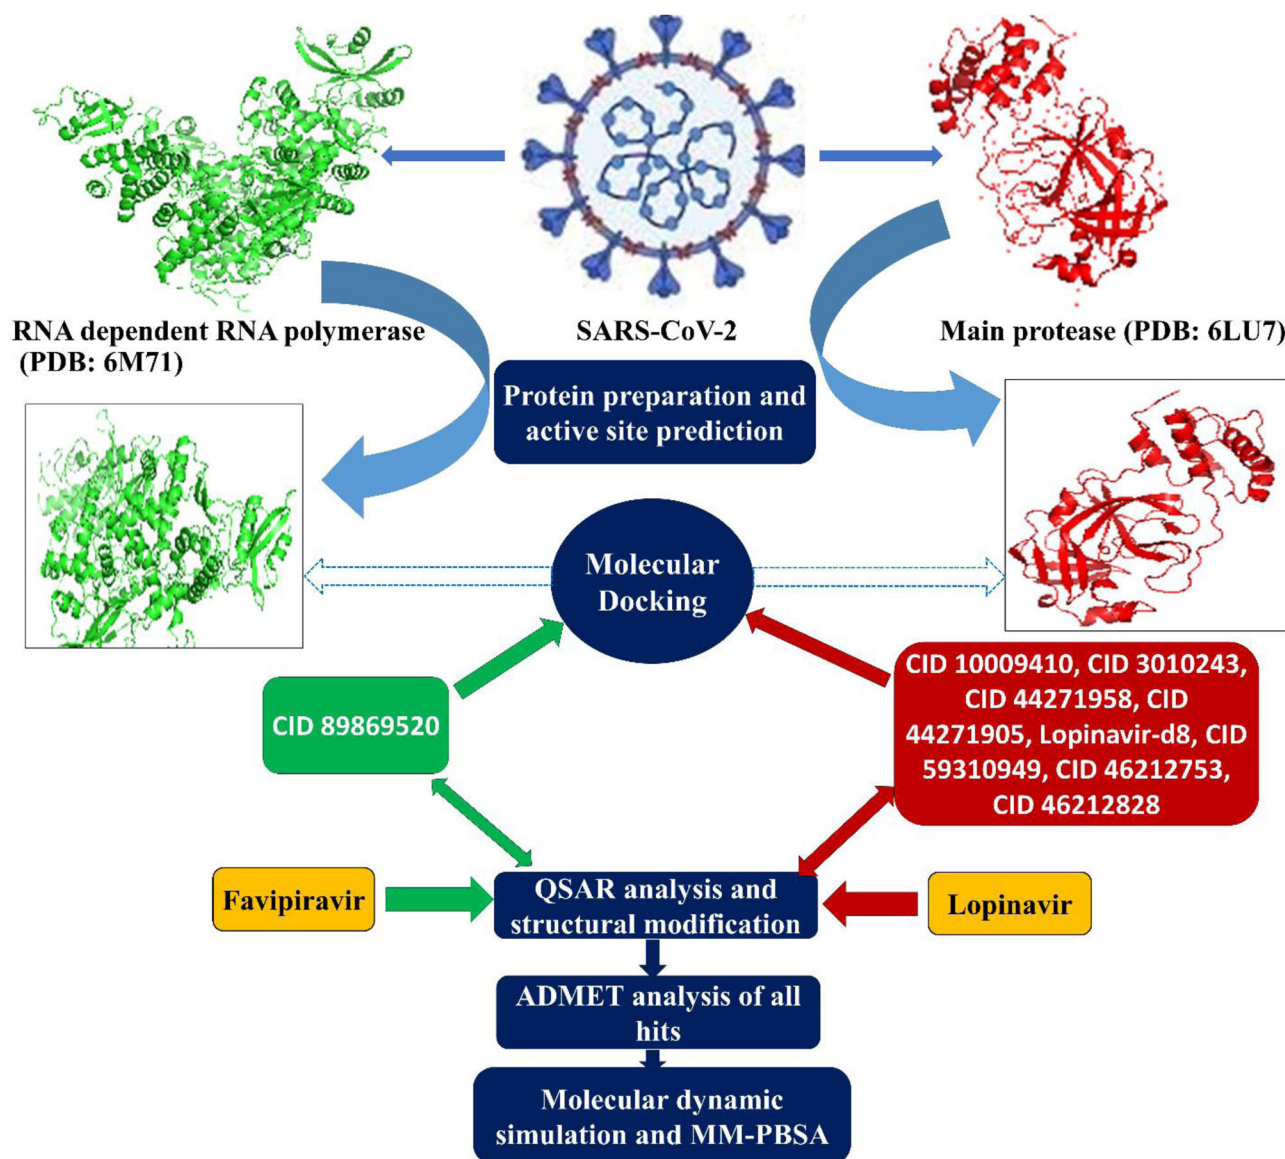 RNA dependent RNA polymerase
(PDB: 6M71)
SARS-CoV-2
Main protease (PDB: 6LU7)
Protein preparation and
active site prediction
Molecular
Docking
CID 89869520
CID 10009410, CID 3010243,
CID 44271958, CID
44271905, Lopinavir-d8, CID
59310949, CID 46212753,
CID 46212828
Favipiravir
QSAR analysis and
structural modification
Lopinavir
ADMET analysis of all
hits
Molecular dynamic
simulation and MM-PBSA